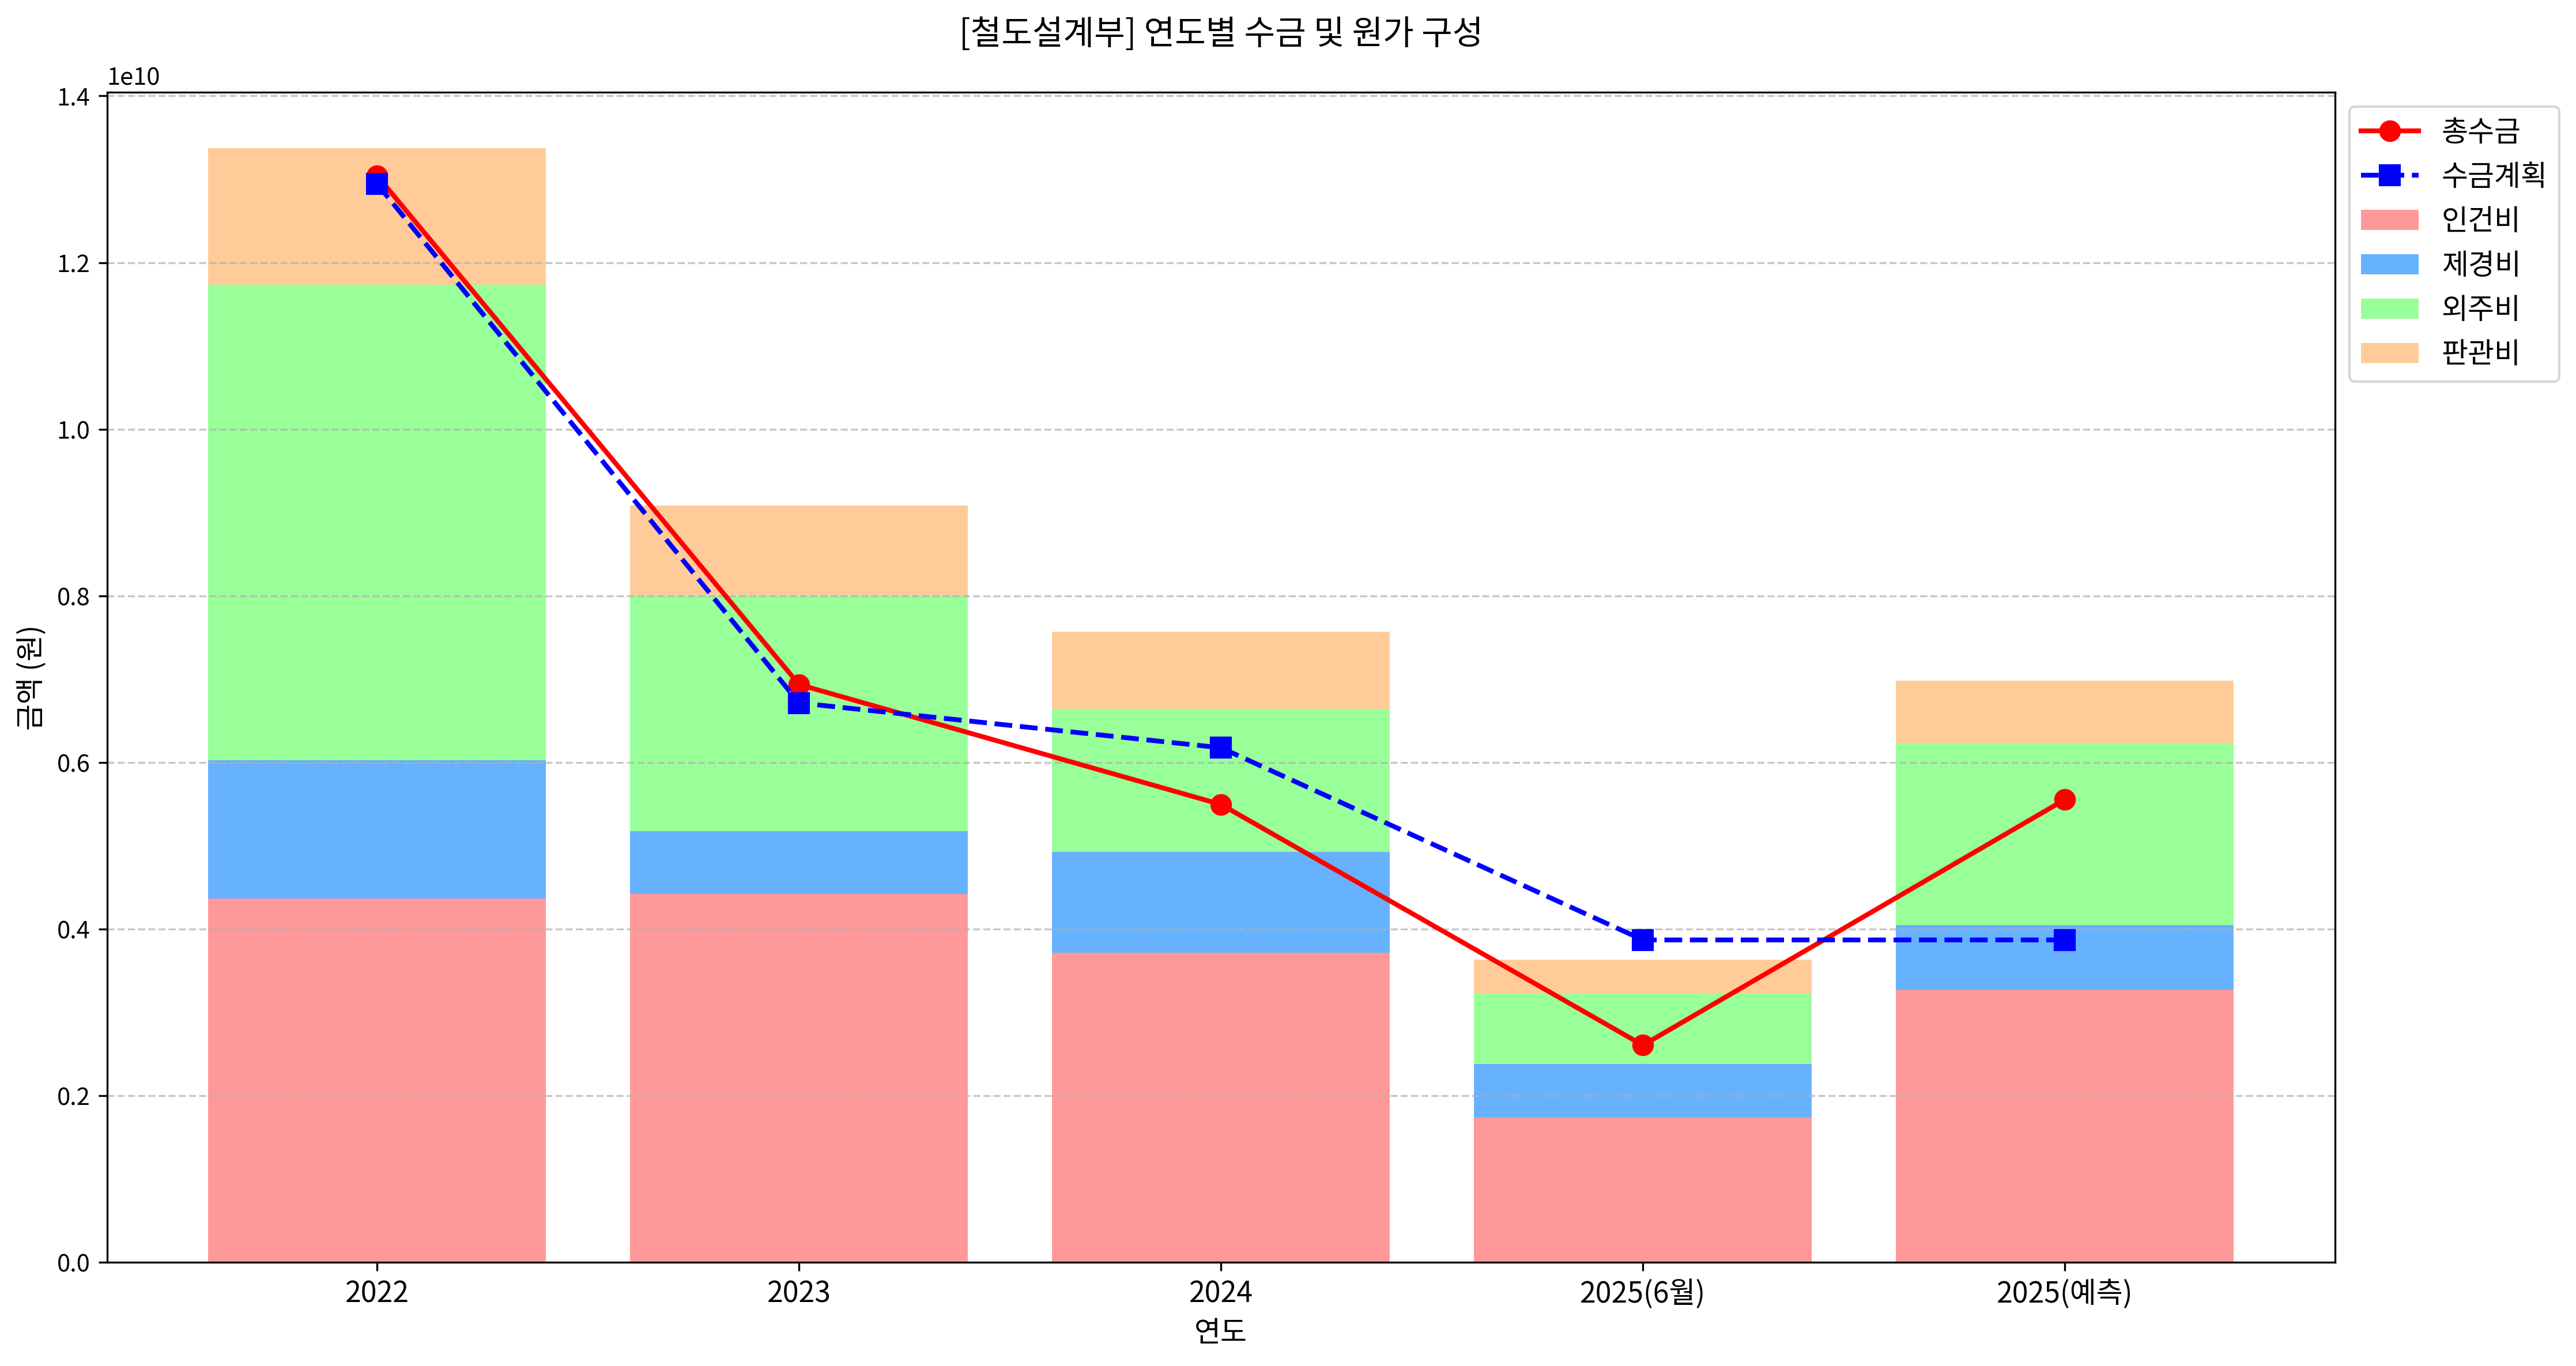 [철도설계부] 연도별 수금 및 원가 구성
1e10
1.4
1.2
1.0
0.8
0.6
0.4
0.2
0.0
금액 (원)
2022
2023
2024
2025(6월)
2025(예측)
연도
총수금
수금계획
인건비
제경비
외주비
판관비